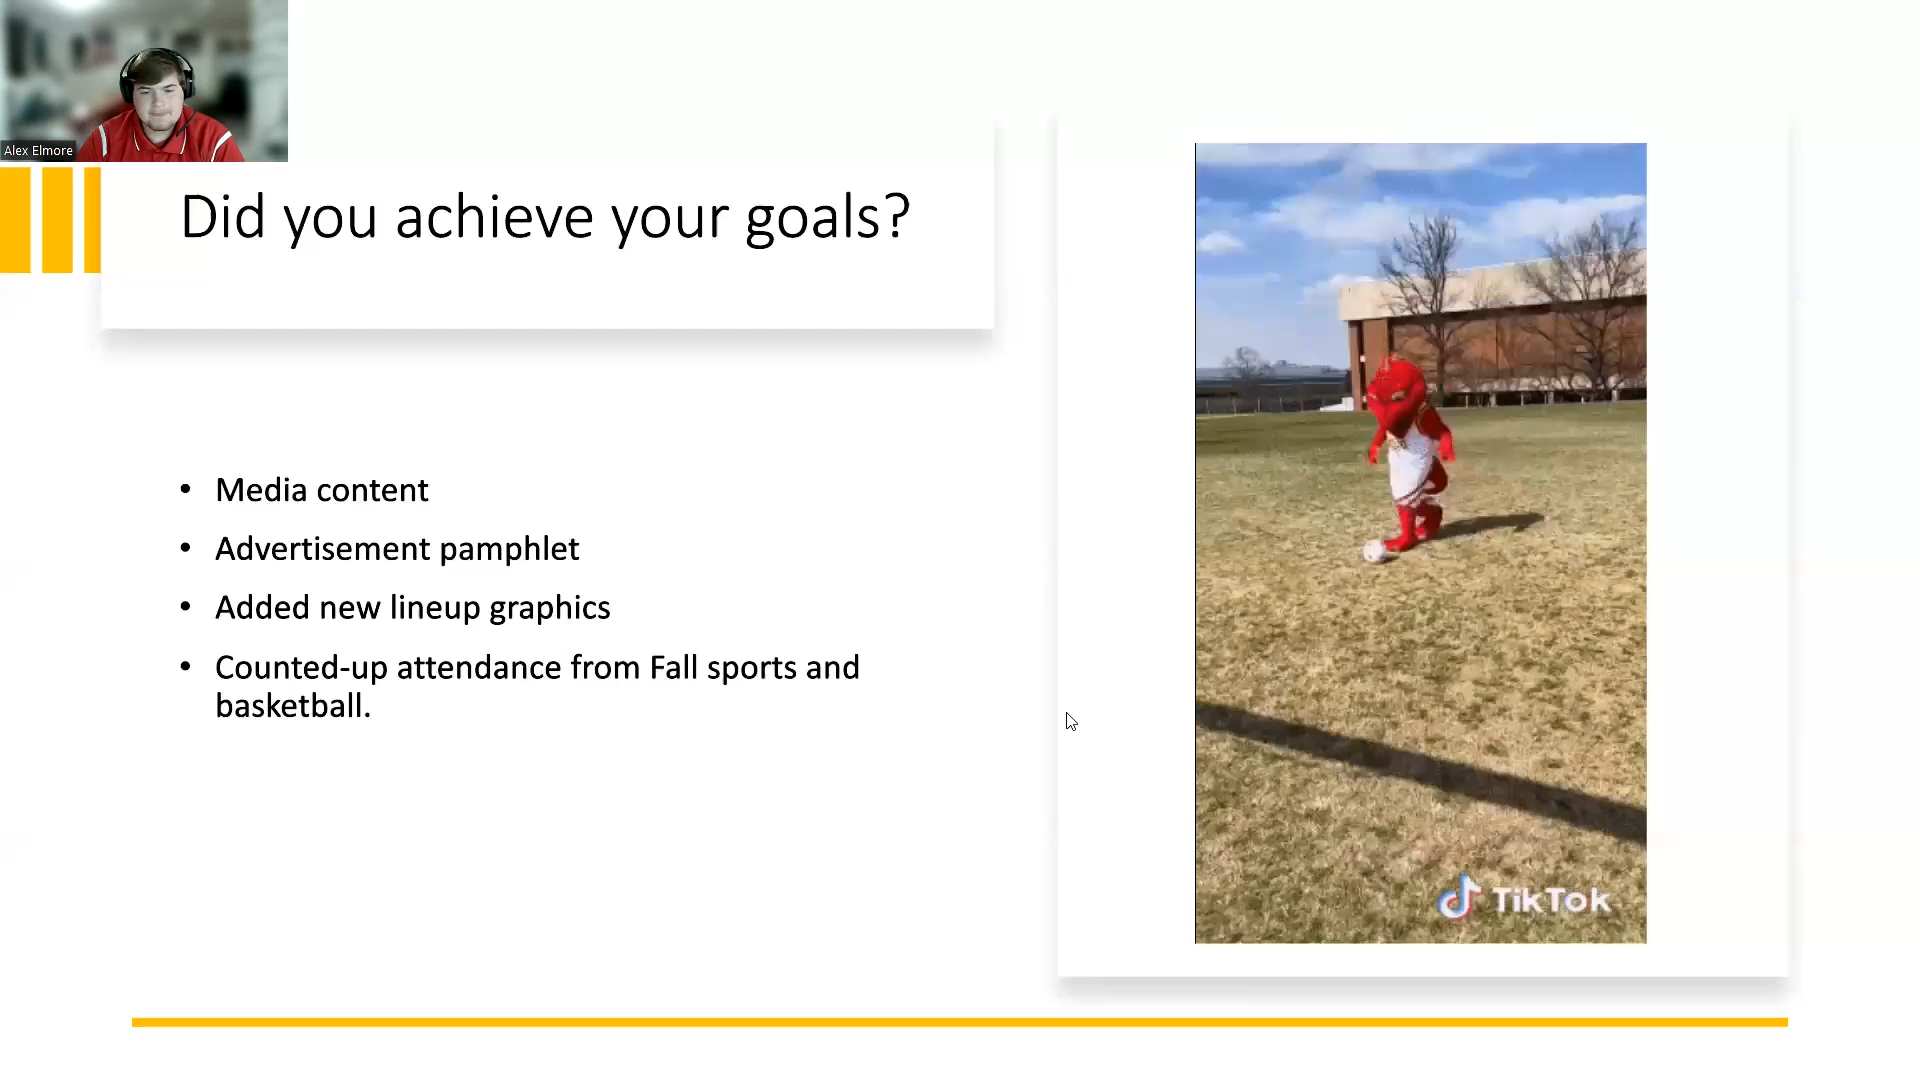 Alex Elmore
Did you achieve your goals?
• Media content
• Advertisement pamphlet
• Added new lineup graphics
• Counted-up attendance from Fall sports and
basketball.
TikTok